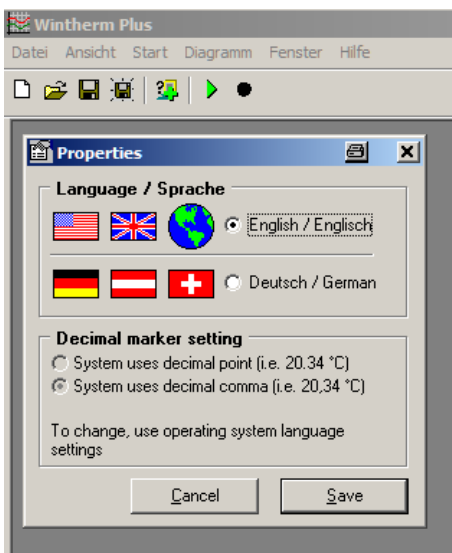 Wintherm Plus
Datei Ansicht Start Diagramm Fenster Hilfe
Properties
Language / Sprache
English / Englisch
Deutsch / German
Decimal marker setting
System uses decimal point (i.e. 20.34 °C)
System uses decimal comma (i.e. 20,34 °C)
To change, use operating system language
settings
Cancel Save